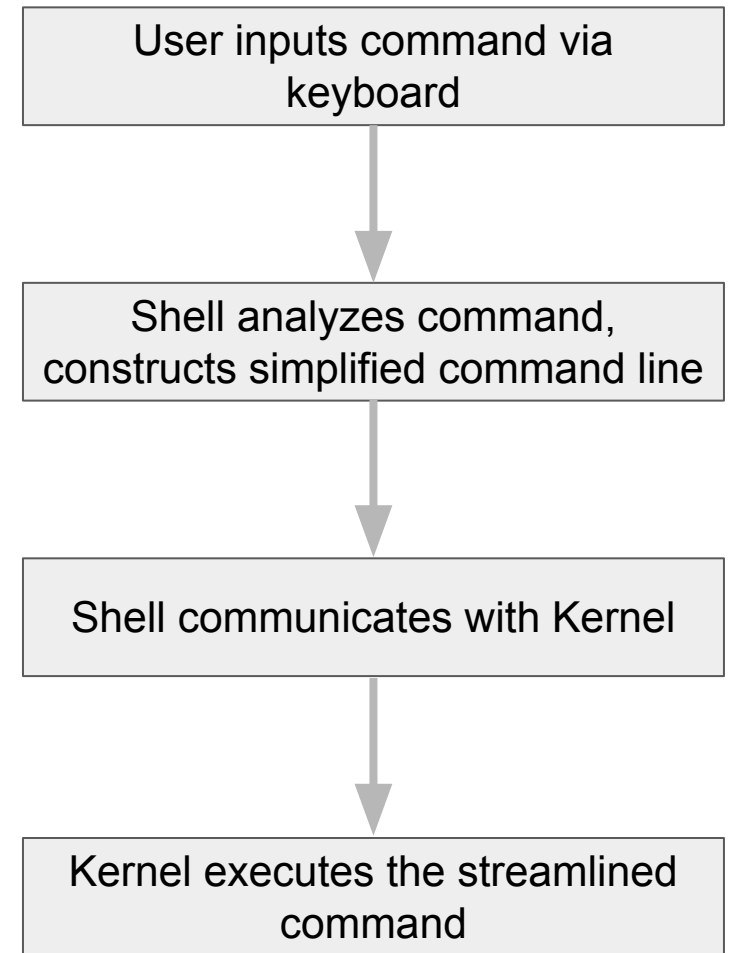 User inputs command via
keyboard
Shell analyzes command,
constructs simplified command line
Shell communicates with Kernel
Kernel executes the streamlined
command